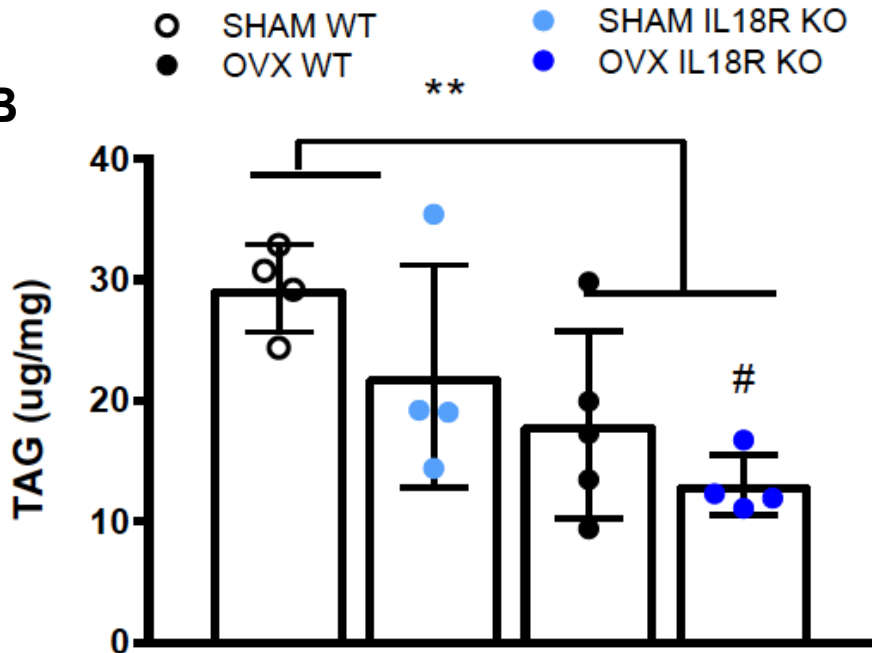 SHAM WT
SHAM IL18R KO
OVX WT
OVX IL18R KO
B
**
40
30
20
10
0
TAG (ug/mg)
#